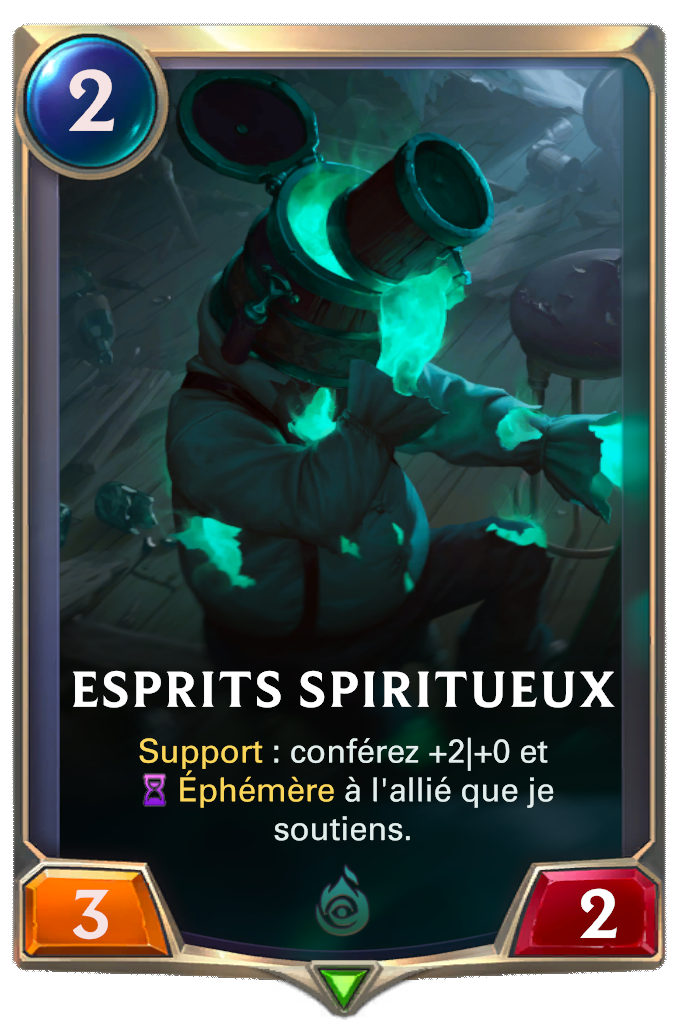 2
ESPRITS SPIRITUEUX
Support : conférez +2|+0 et
Éphémère à l'allié que je
soutiens.
3
2